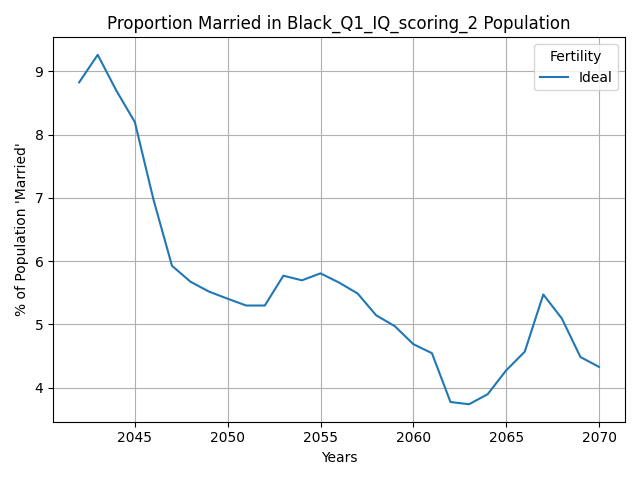 Proportion Married in Black_Q1_IQ_scoring_2 Population
Fertility
Ideal
% of Population 'Married'
9
8
7
6
5
4
2045
2050
2055
2060
2065
2070
Years